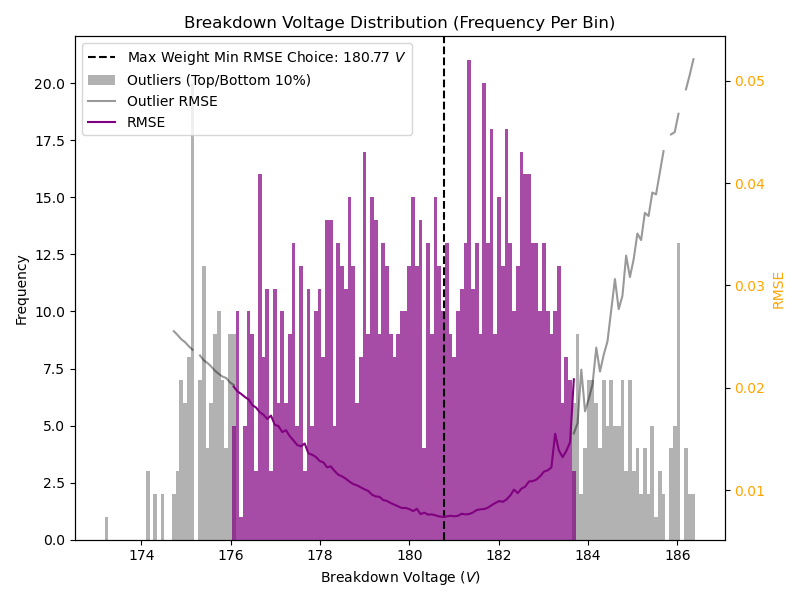 Breakdown Voltage Distribution (Frequency Per Bin)
Max Weight Min RMSE Choice: 180.77 V
Outliers (Top/Bottom 10%)
Outlier RMSE
RMSE
Frequency
20.0
17.5
15.0
12.5
10.0
7.5
5.0
2.5
0.0
174
176
178
180
182
184
186
Breakdown Voltage (V)
0.05
0.04
0.03
0.02
0.01
RMSE